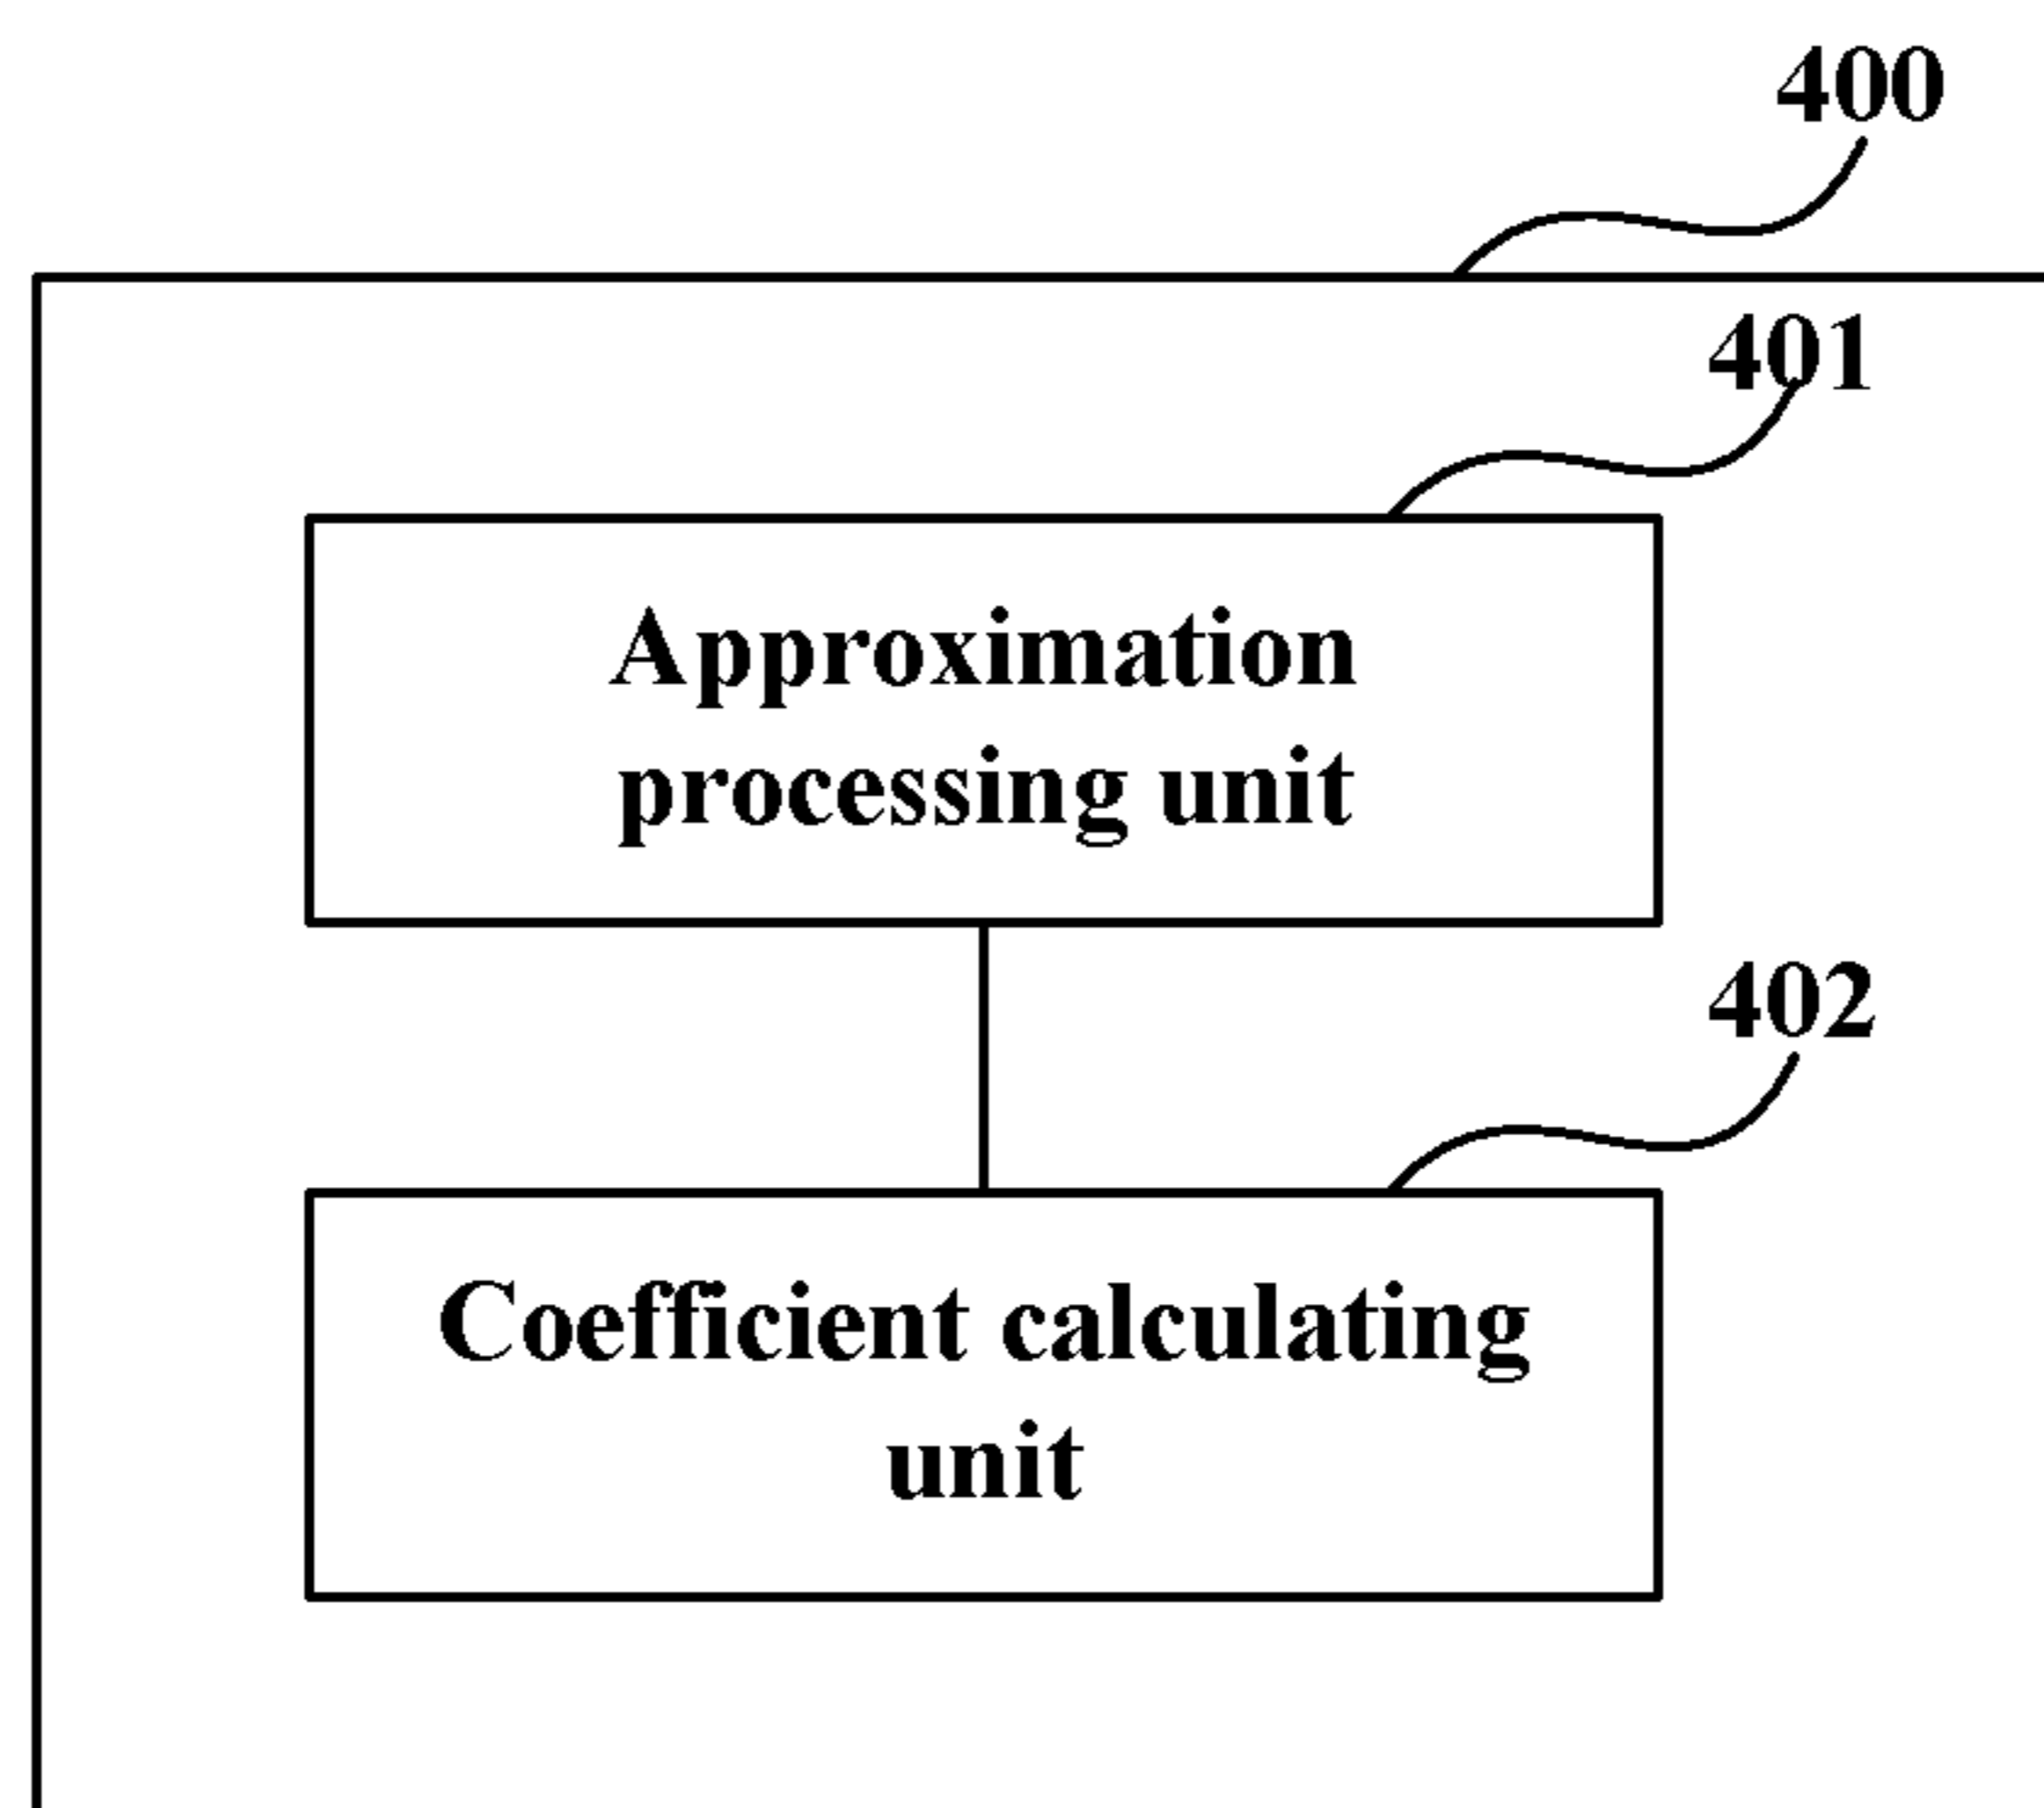 400
401
Approximation
processing unit
402
Coefficient calculating
unit